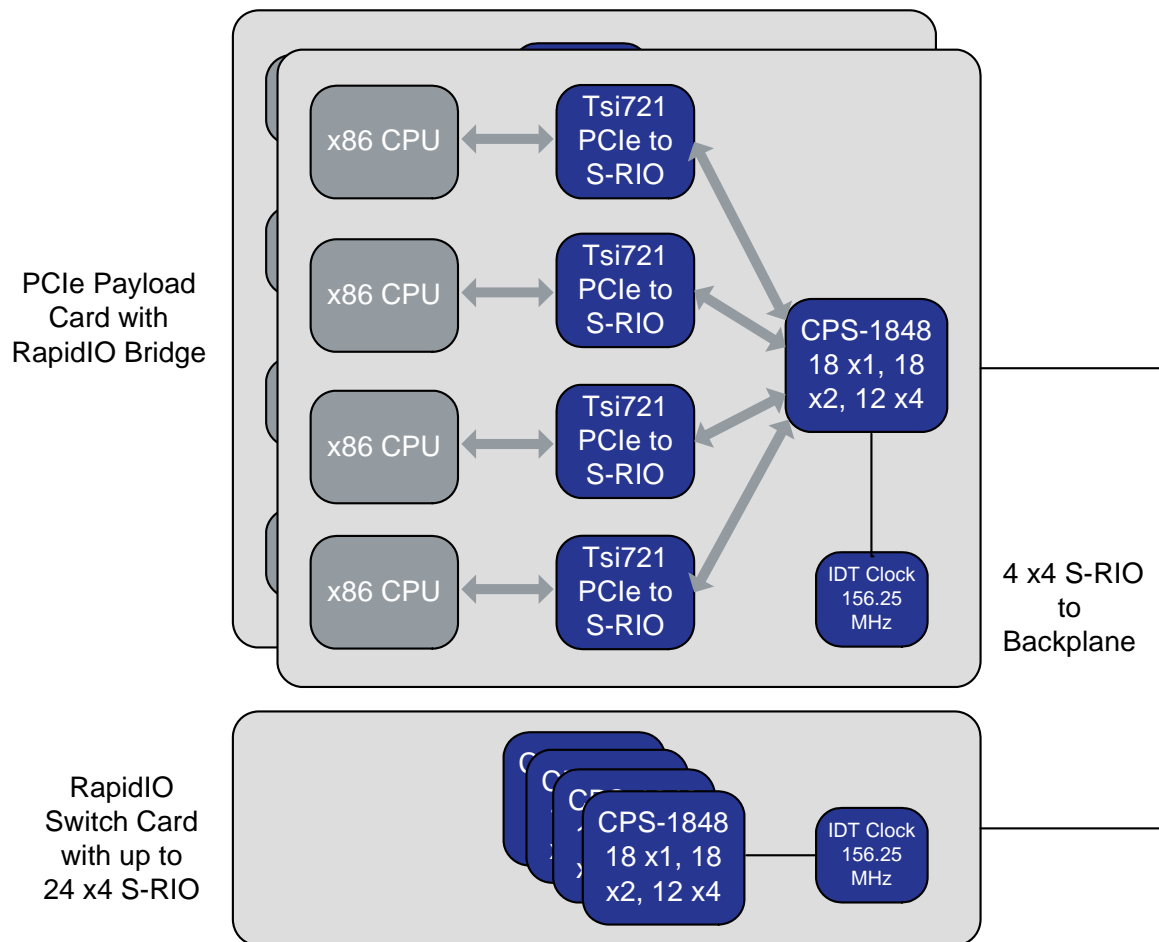 PCIe Payload
Card with
RapidIO Bridge
x86 CPU
Tsi721
PCIe to
S-RIO
x86 CPU
Tsi721
PCIe to
S-RIO
x86 CPU
Tsi721
PCIe to
S-RIO
x86 CPU
Tsi721
PCIe to
S-RIO
CPS-1848
18 x1, 18
x2, 12 x4
IDT Clock
156.25
MHz
4 x4 S-RIO
to
Backplane
RapidIO
Switch Card
with up to
24 x4 S-RIO
CPS-1848
18 x1, 18
x2, 12 x4
IDT Clock
156.25
MHz